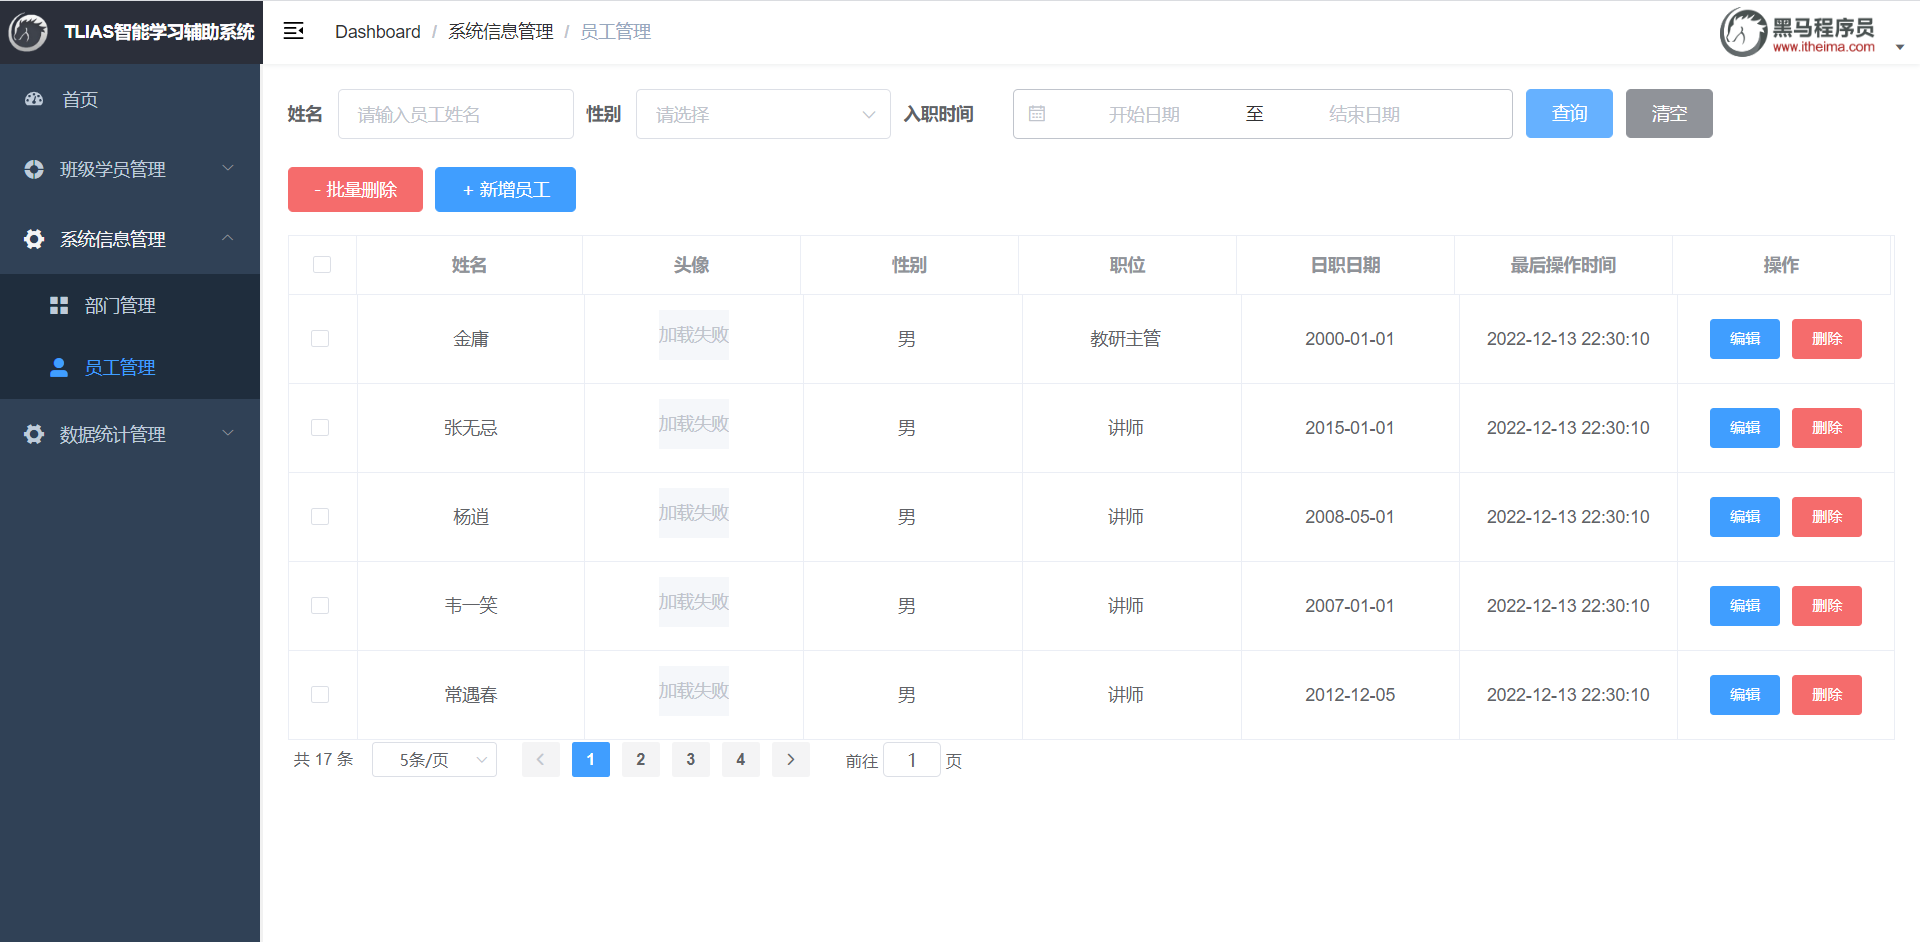 TLIAS智能学习辅助系统
Dashboard / 系统信息管理 / 员工管理
黑马程序员
www.itheima.com
首页
班级学员管理
系统信息管理
部门管理
员工管理
数据统计管理
姓名 请输入员工姓名 性别 请选择 入职时间 开始日期 至 结束日期 查询 清空
- 批量删除 + 新增员工
姓名 头像 性别 职位 日职日期 最后操作时间 操作
金庸 加载失败 男 教研主管 2000-01-01 2022-12-13 22:30:10 编辑 删除
张无忌 加载失败 男 讲师 2015-01-01 2022-12-13 22:30:10 编辑 删除
杨逍 加载失败 男 讲师 2008-05-01 2022-12-13 22:30:10 编辑 删除
韦一笑 加载失败 男 讲师 2007-01-01 2022-12-13 22:30:10 编辑 删除
常遇春 加载失败 男 讲师 2012-12-05 2022-12-13 22:30:10 编辑 删除
共 17 条 5条/页 1 2 3 4 前往 1 页